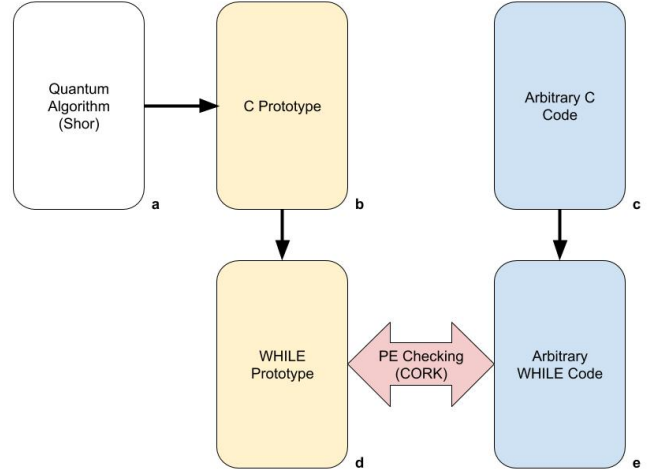 Quantum
Algorithm
(Shor)
a
C Prototype
b
Arbitrary C
Code
c
WHILE
Prototype
d
PE Checking
(CORK)
Arbitrary
WHILE Code
e